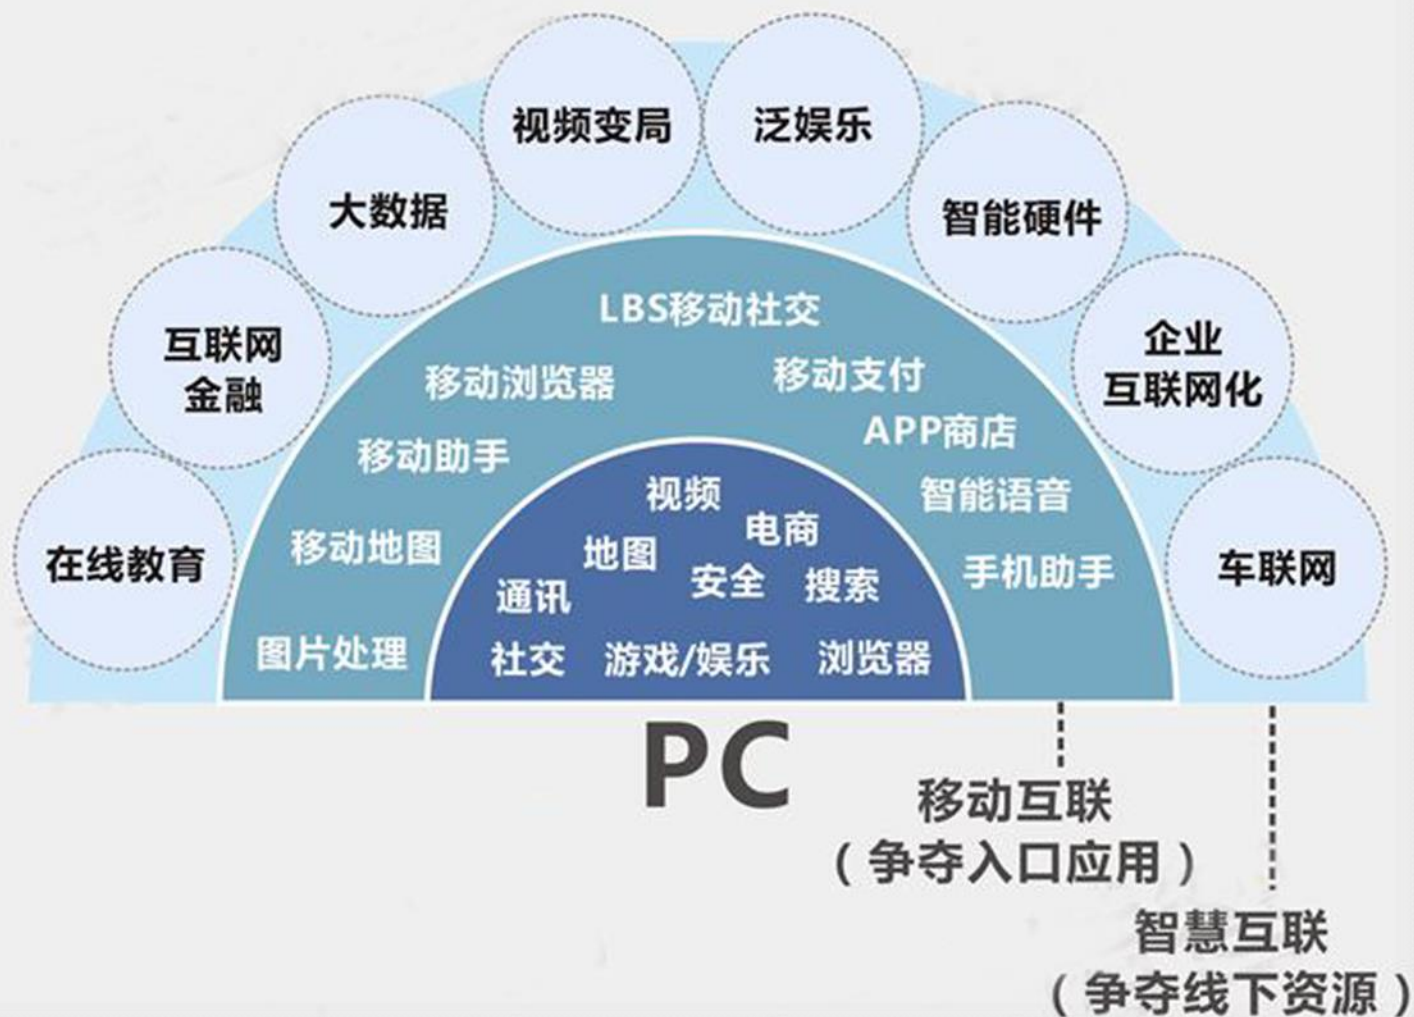 视频变局
泛娱乐
大数据
智能硬件
互联网
金融
企业
互联网化
在线教育
车联网
LBS移动社交
移动浏览器
移动支付
APP商店
移动助手
智能语音
移动地图
手机助手
图片处理
视频
电商
地图
安全
搜索
通讯
社交
游戏/娱乐
浏览器
PC
移动互联
（争夺入口应用）
智慧互联
（争夺线下资源）